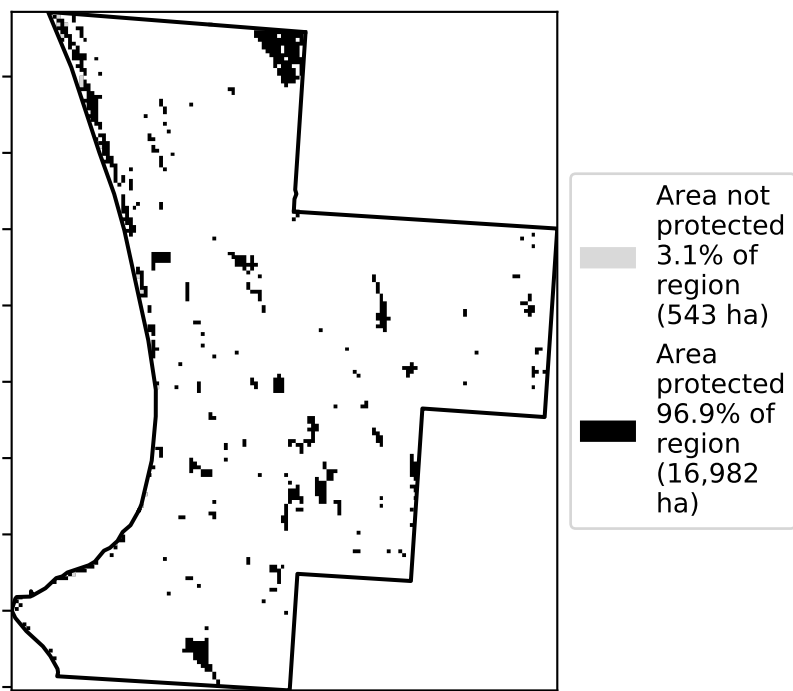 Area not
protected
3.1% of
region
(543 ha)
Area
protected
96.9% of
region
(16,982
ha)